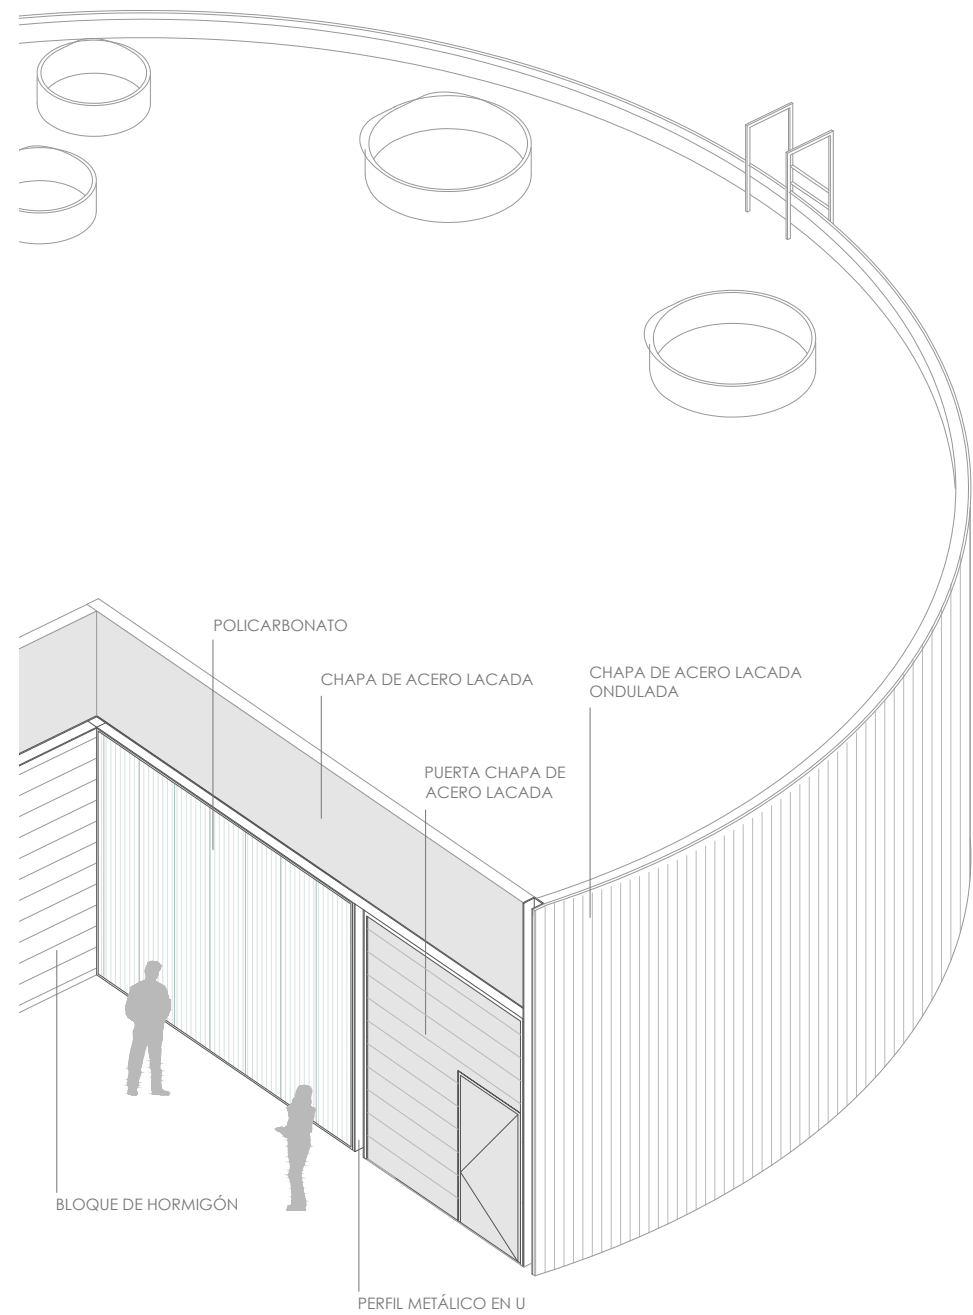 POLICARBONATO
CHAPA DE ACERO LACADA
CHAPA DE ACERO LACADA
ONDULADA
PUERTA CHAPA DE
ACERO LACADA
BLOQUE DE HORMIGÓN
PERFIL METÁLICO EN U